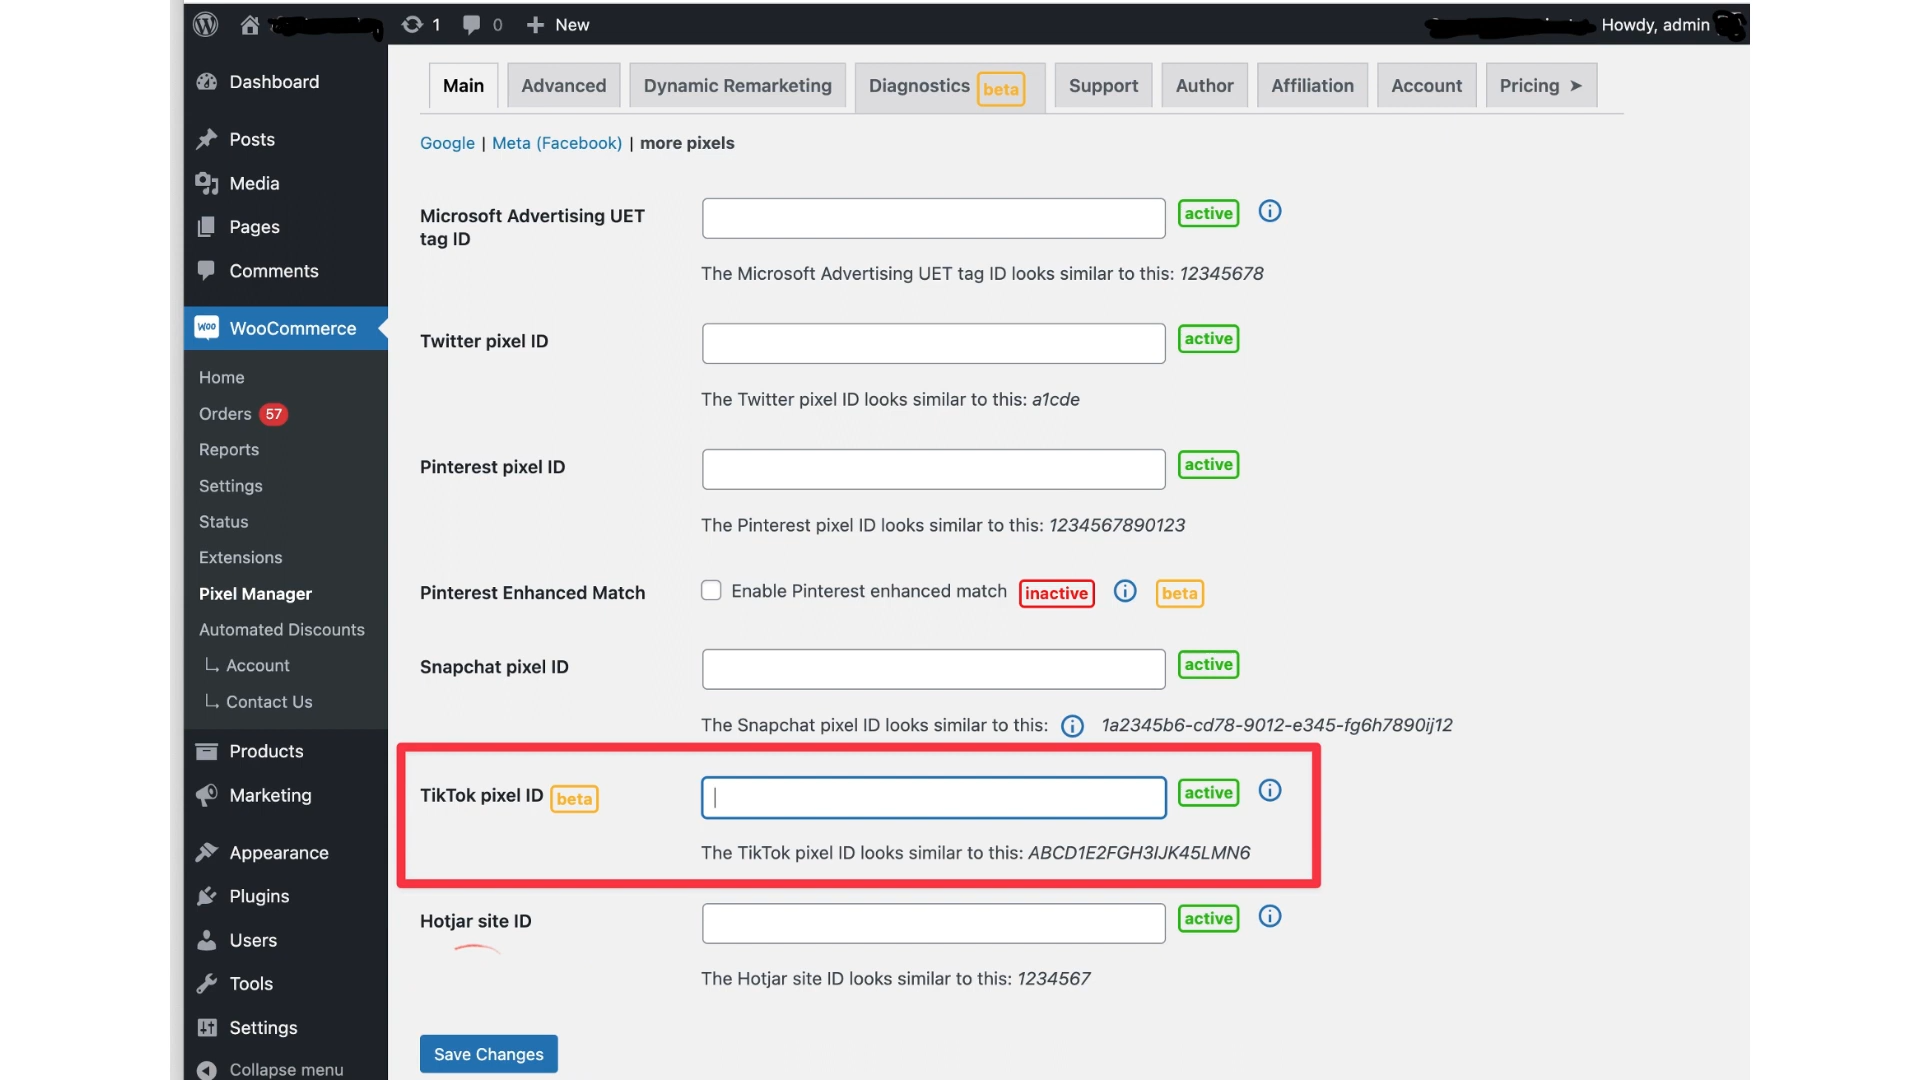 1 0 New Howdy, admin
Dashboard
Posts
Media
Pages
Comments
Woo WooCommerce
Home
Orders 57
Reports
Settings
Status
Extensions
Pixel Manager
Automated Discounts
Account
Contact Us
Products
Marketing
Appearance
Plugins
Users
Tools
Settings
Collapse menu
Main Advanced Dynamic Remarketing Diagnostics beta Support Author Affiliation Account Pricing ➤
Google | Meta (Facebook) | more pixels
Microsoft Advertising UET
tag ID
active
The Microsoft Advertising UET tag ID looks similar to this: 12345678
Twitter pixel ID active
The Twitter pixel ID looks similar to this: a1cde
Pinterest pixel ID active
The Pinterest pixel ID looks similar to this: 1234567890123
Pinterest Enhanced Match Enable Pinterest enhanced match inactive beta
Snapchat pixel ID active
The Snapchat pixel ID looks similar to this: 1a2345b6-cd78-9012-e345-fg6h7890ij12
TikTok pixel ID beta active
The TikTok pixel ID looks similar to this: ABCD1E2FGH3IJK45LMN6
Hotjar site ID active
The Hotjar site ID looks similar to this: 1234567
Save Changes